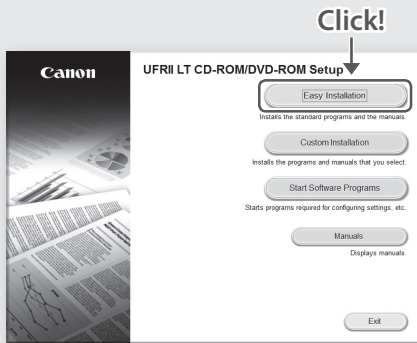 Click!
Canon
UFRII LT CD-ROM/DVD-ROM Setup
Easy Installation
Installs the standard programs and the manuals.
Custom Installation
Installs the programs and manuals that you select.
Start Software Programs
Starts programs required for configuring settings, etc.
Manuals
Displays manuals.
Exit